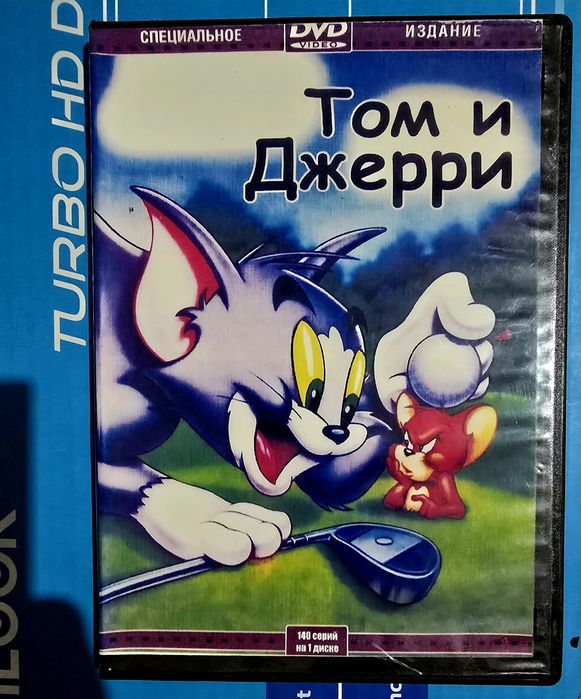 СПЕЦИАЛЬНОЕ
DVD
VIDEO
ИЗДАНИЕ
Том и
Джерри
140 серий
на 1 диске
TURBO HD D